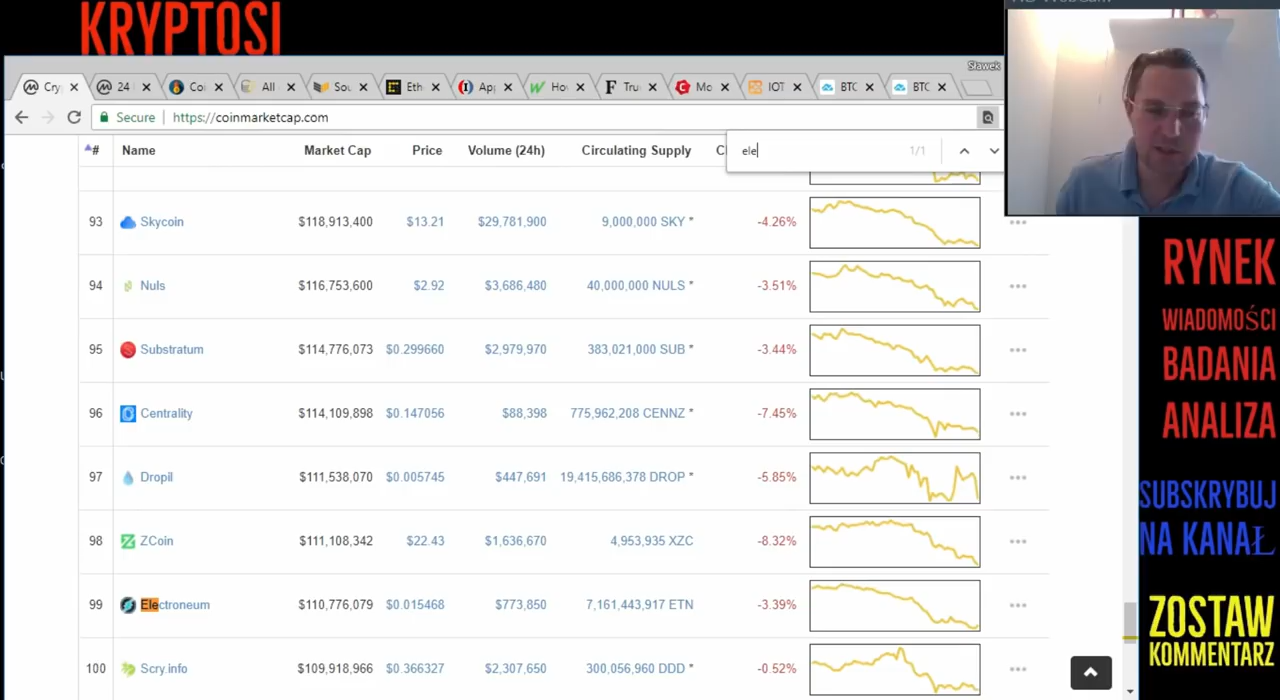 KRYPTOSI
Sławek
Cry
24
Coi
All
Sou
Eth
App
Hov
Tru
Mo
IOT
BTC
BTC
Secure https://coinmarketcap.com
ele 1/1
# Name Market Cap Price Volume (24h) Circulating Supply C
93 Skycoin $118,913,400 $13.21 $29,781,900 9,000,000 SKY * -4.26%
94 Nuls $116,753,600 $2.92 $3,686,480 40,000,000 NULS * -3.51%
95 Substratum $114,776,073 $0.299660 $2,979,970 383,021,000 SUB * -3.44%
96 Centrality $114,109,898 $0.147056 $88,398 775,962,208 CENNZ * -7.45%
97 Dropil $111,538,070 $0.005745 $447,691 19,415,686,378 DROP * -5.85%
98 ZCoin $111,108,342 $22.43 $1,636,670 4,953,935 XZC -8.32%
99 Electroneum $110,776,079 $0.015468 $773,850 7,161,443,917 ETN -3.39%
100 Scry.info $109,918,966 $0.366327 $2,307,650 300,056,960 DDD * -0.52%
RYNEK
WIADOMOŚCI
BADANIA
ANALIZA
SUBSKRYBUJ
NA KANAŁ
ZOSTAW
KOMMENTARZ